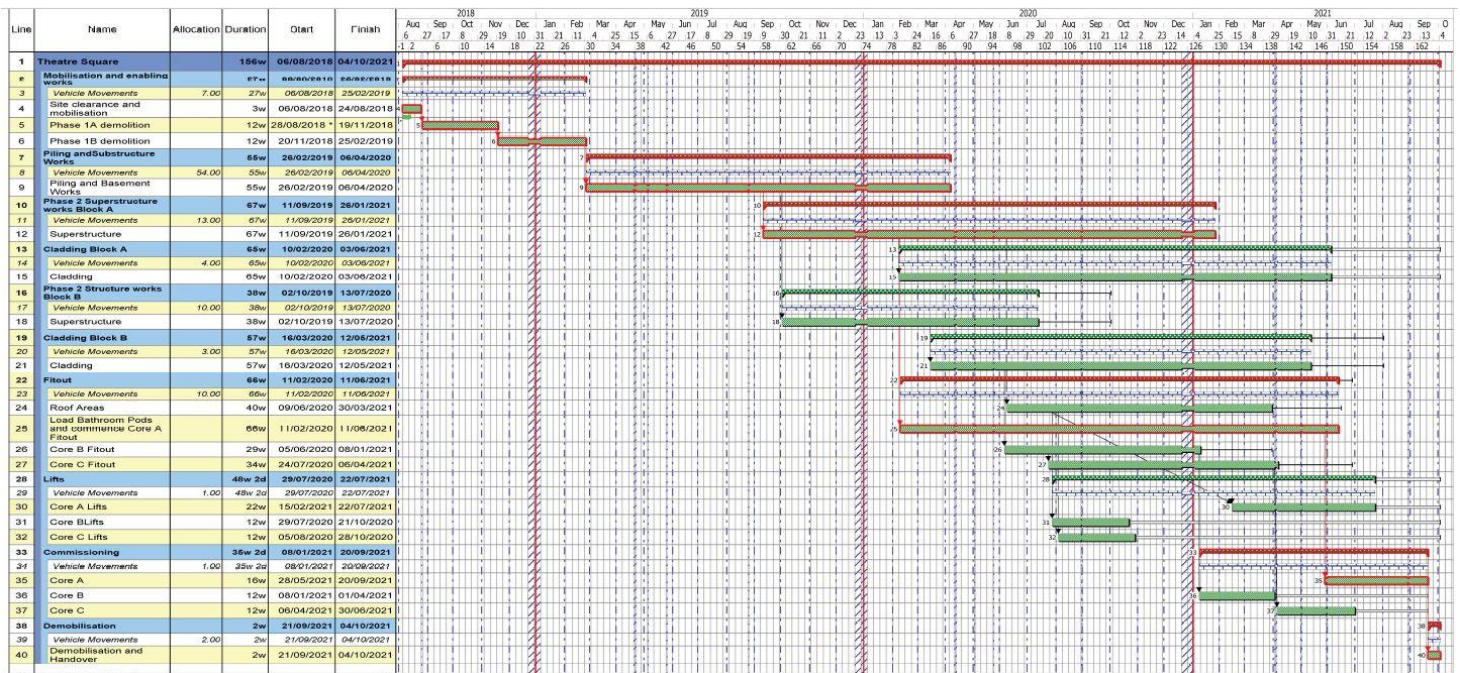 2018 2019 2020 2021
Line Name Allocation Duration Start Finish
Aug Sep Oct Nov Dec Jan Feb Mar Apr May Jun Jul Aug Sep Oct Nov Dec Jan Feb Mar Apr May Jun Jul Aug Sep Oct Nov Dec Jan Feb Mar Apr May Jun Jul Aug Sep O
1 Theatre Square 156w 06/08/2018 04/10/2021
Mobilisation and enabling
works
3 Vehicle Movements 7.00 27w 06/08/2018 25/02/2019
4 Site clearance and
mobilisation 3w 06/08/2018 24/08/2018
5 Phase 1A demolition 12w 28/08/2018 * 19/11/2018
6 Phase 1B demolition 12w 20/11/2018 25/02/2019
7 Piling andSubstructure
Works 55w 26/02/2019 06/04/2020
8 Vehicle Movements 54.00 55w 26/02/2019 06/04/2020
9 Piling and Basement
Works 55w 26/02/2019 06/04/2020
10 Phase 2 Superstructure
works Block A 67w 11/09/2019 26/01/2021
11 Vehicle Movements 13.00 67w 11/09/2019 26/01/2021
12 Superstructure 67w 11/09/2019 26/01/2021
13 Cladding Block A 65w 10/02/2020 03/06/2021
14 Vehicle Movements 4.00 65w 10/02/2020 03/06/2021
15 Cladding 65w 10/02/2020 03/06/2021
16 Phase 2 Structure works
Block B 38w 02/10/2019 13/07/2020
17 Vehicle Movements 10.00 38w 02/10/2019 13/07/2020
18 Superstructure 38w 02/10/2019 13/07/2020
19 Cladding Block B 57w 16/03/2020 12/05/2021
20 Vehicle Movements 3.00 57w 16/03/2020 12/05/2021
21 Cladding 57w 16/03/2020 12/05/2021
22 Fitout 66w 11/02/2020 11/06/2021
23 Vehicle Movements 10.00 66w 11/02/2020 11/06/2021
24 Roof Areas 40w 09/06/2020 30/03/2021
25 Load Bathroom Pods
and commence Core A
Fitout 66w 11/02/2020 11/06/2021
26 Core B Fitout 29w 05/06/2020 08/01/2021
27 Core C Fitout 34w 24/07/2020 06/04/2021
28 Lifts 48w 2d 29/07/2020 22/07/2021
29 Vehicle Movements 1.00 48w 2d 29/07/2020 22/07/2021
30 Core A Lifts 22w 15/02/2021 22/07/2021
31 Core BLifts 12w 29/07/2020 21/10/2020
32 Core C Lifts 12w 05/08/2020 28/10/2020
33 Commissioning 35w 2d 08/01/2021 20/09/2021
34 Vehicle Movements 1.00 35w 2d 08/01/2021 20/09/2021
35 Core A 16w 28/05/2021 20/09/2021
36 Core B 12w 08/01/2021 01/04/2021
37 Core C 12w 06/04/2021 30/06/2021
38 Demobilisation 2w 21/09/2021 04/10/2021
39 Vehicle Movements 2.00 2w 21/09/2021 04/10/2021
40 Demobilisation and
Handover 2w 21/09/2021 04/10/2021